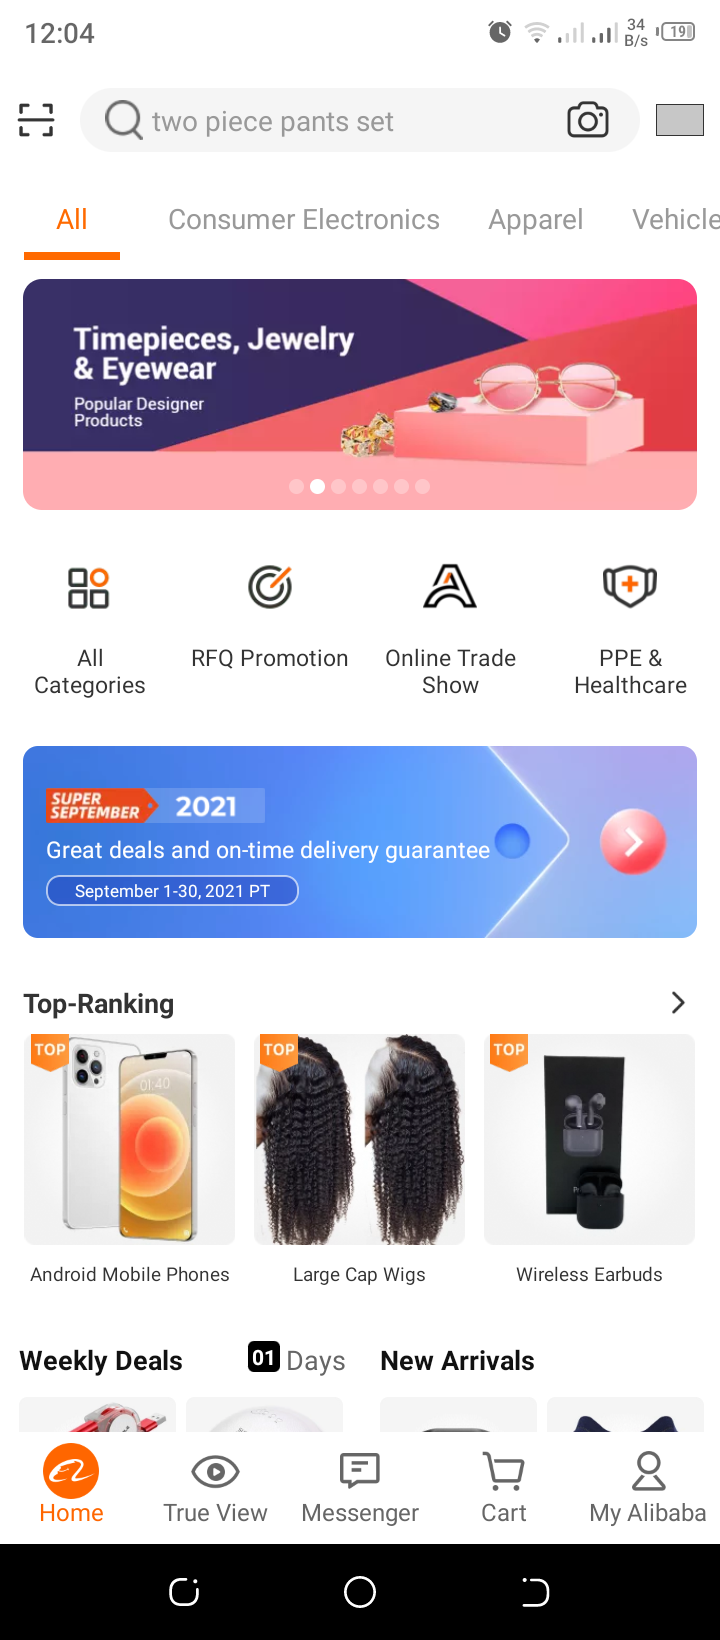 12:04
34
B/s
19
two piece pants set
All
Consumer Electronics
Apparel
Vehicle
Timepieces, Jewelry
& Eyewear
Popular Designer
Products
All
Categories
RFQ Promotion
Online Trade
Show
PPE &
Healthcare
SUPER
SEPTEMBER
2021
Great deals and on-time delivery guarantee
September 1-30, 2021 PT
Top-Ranking
TOP
TOP
TOP
01:40
Android Mobile Phones
Large Cap Wigs
Wireless Earbuds
Weekly Deals
01 Days
New Arrivals
Home
True View
Messenger
Cart
My Alibaba